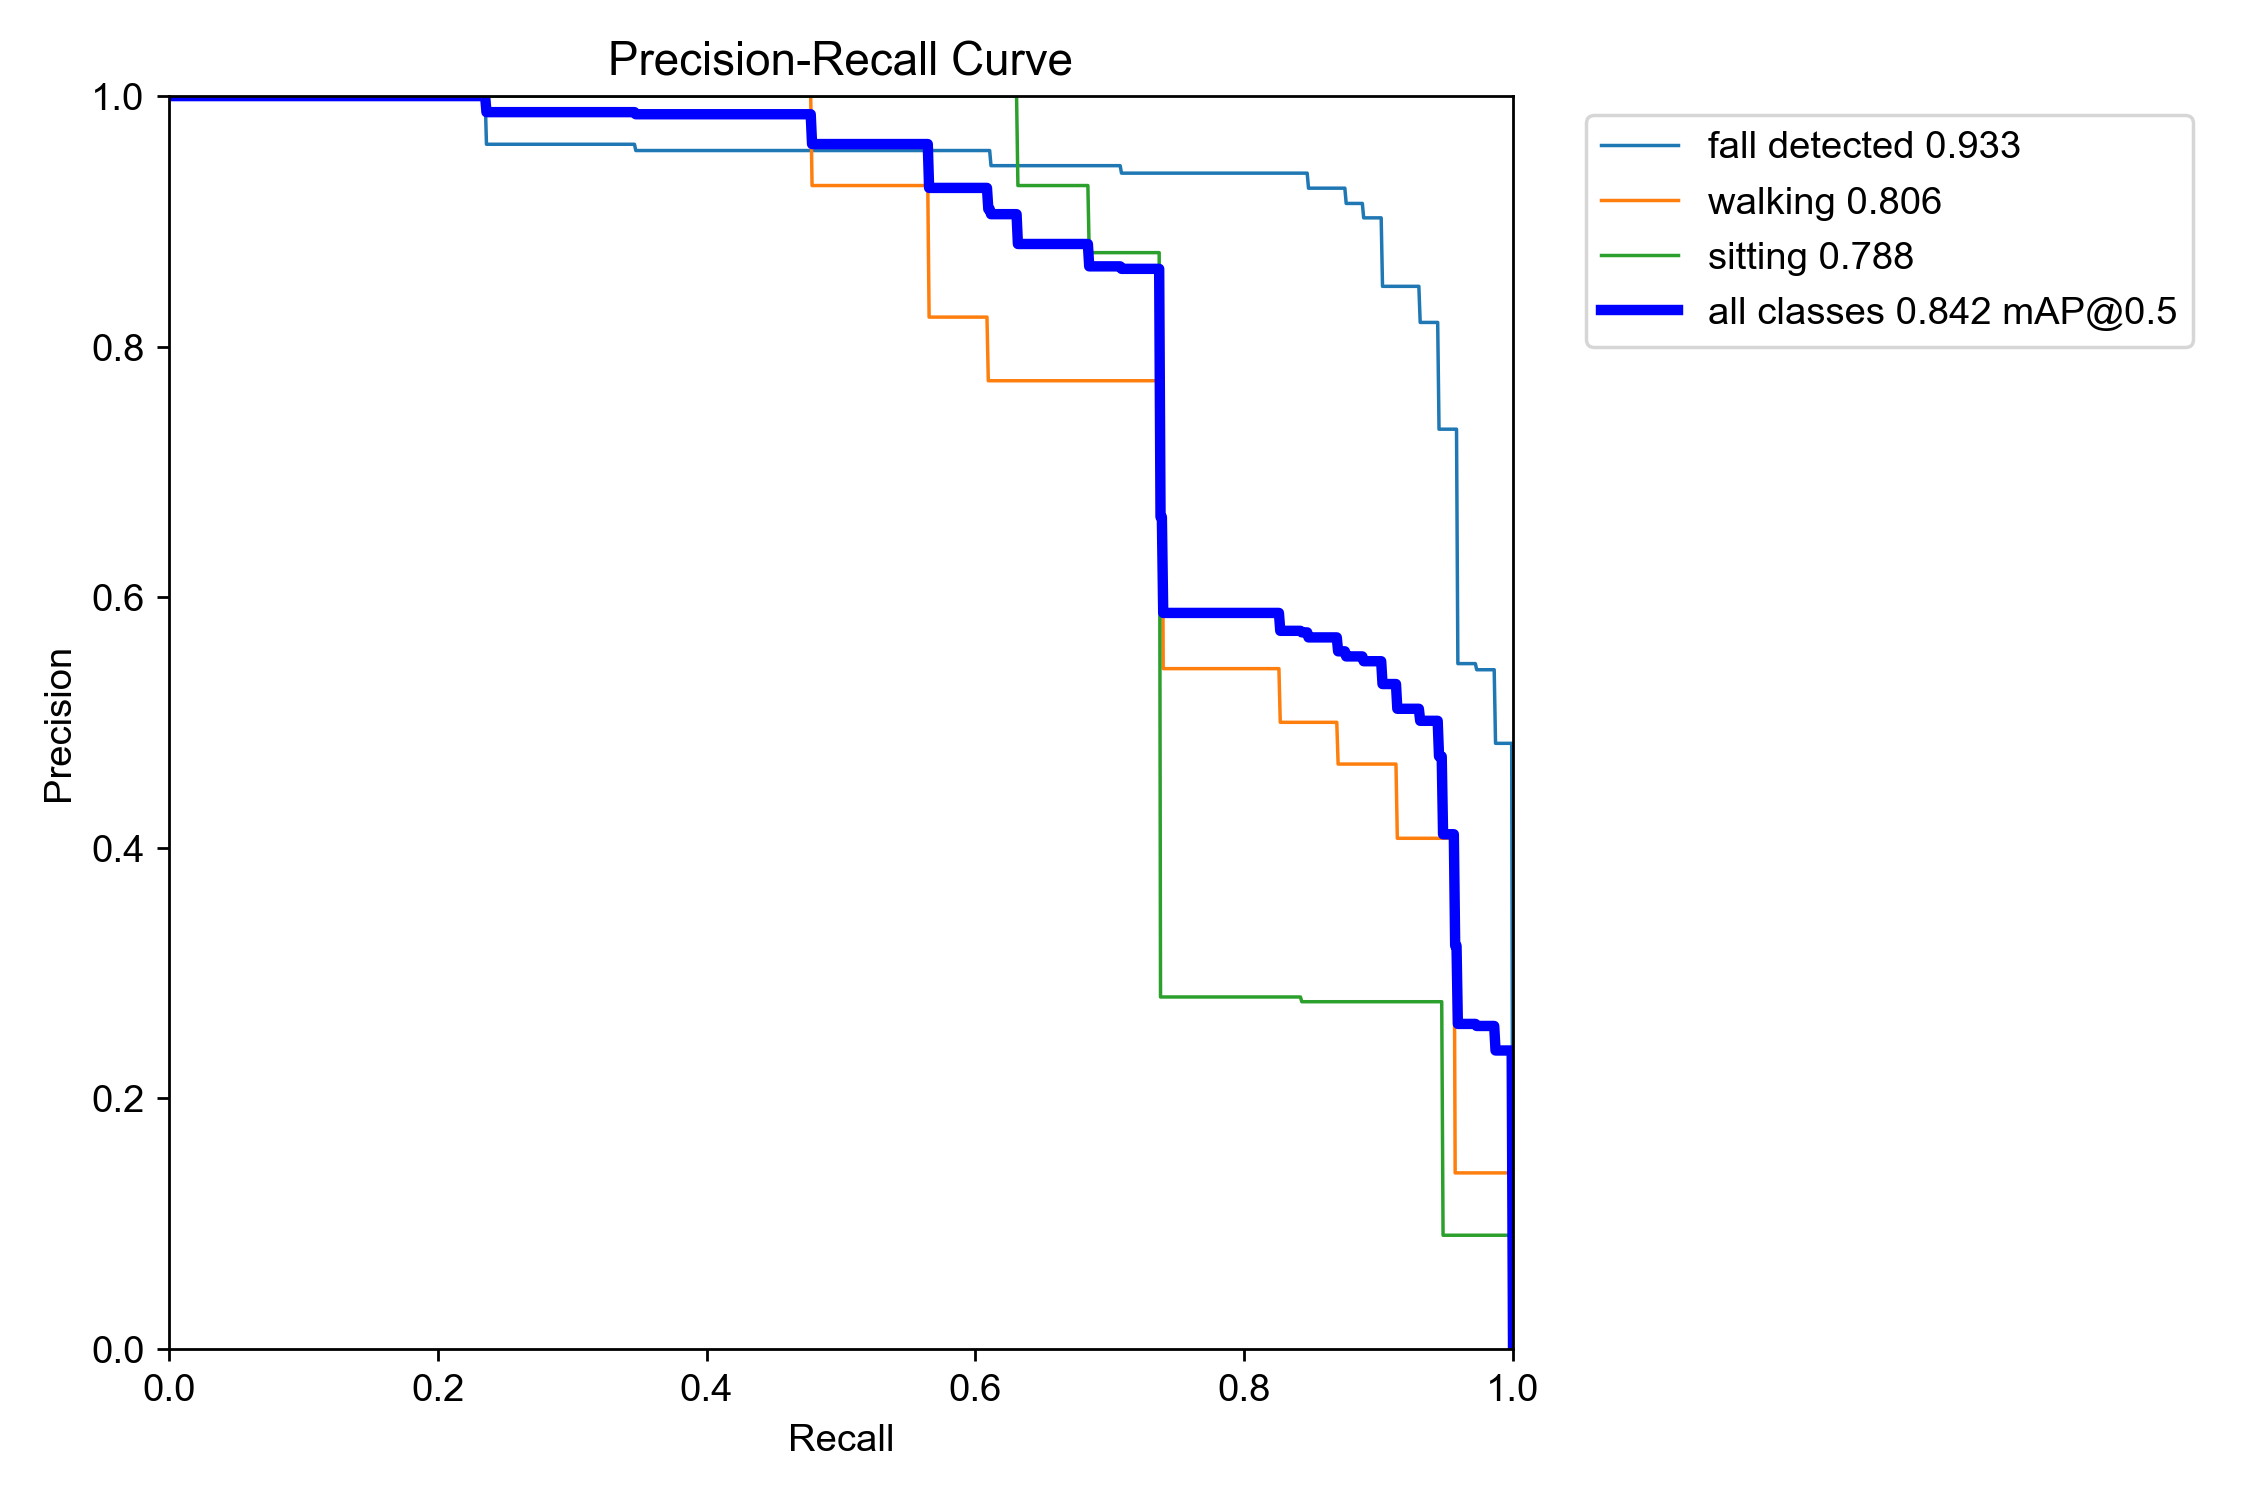 Precision-Recall Curve
1.0
0.8
0.6
0.4
0.2
0.0
Precision
0.0 0.2 0.4 0.6 0.8 1.0
Recall
fall detected 0.933
walking 0.806
sitting 0.788
all classes 0.842 mAP@0.5